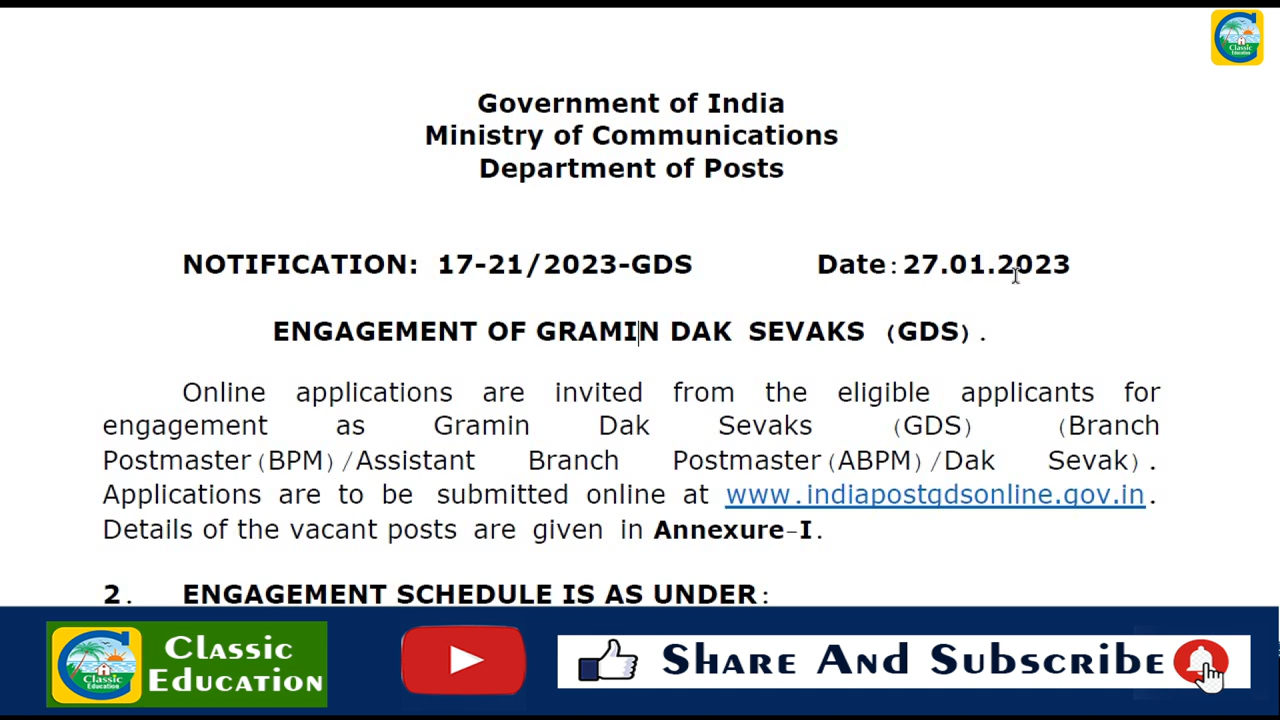 Classic
Education
Government of India
Ministry of Communications
Department of Posts
NOTIFICATION: 17-21/2023-GDS Date:27.01.2023
ENGAGEMENT OF GRAMIN DAK SEVAKS (GDS).
Online applications are invited from the eligible applicants for
engagement as Gramin Dak Sevaks (GDS) (Branch
Postmaster(BPM)/Assistant Branch Postmaster(ABPM)/Dak Sevak).
Applications are to be submitted online at www.indiapostgdsonline.gov.in.
Details of the vacant posts are given in Annexure-I.
2. ENGAGEMENT SCHEDULE IS AS UNDER:
Classic
Education
Classic
Education
Share And Subscribe